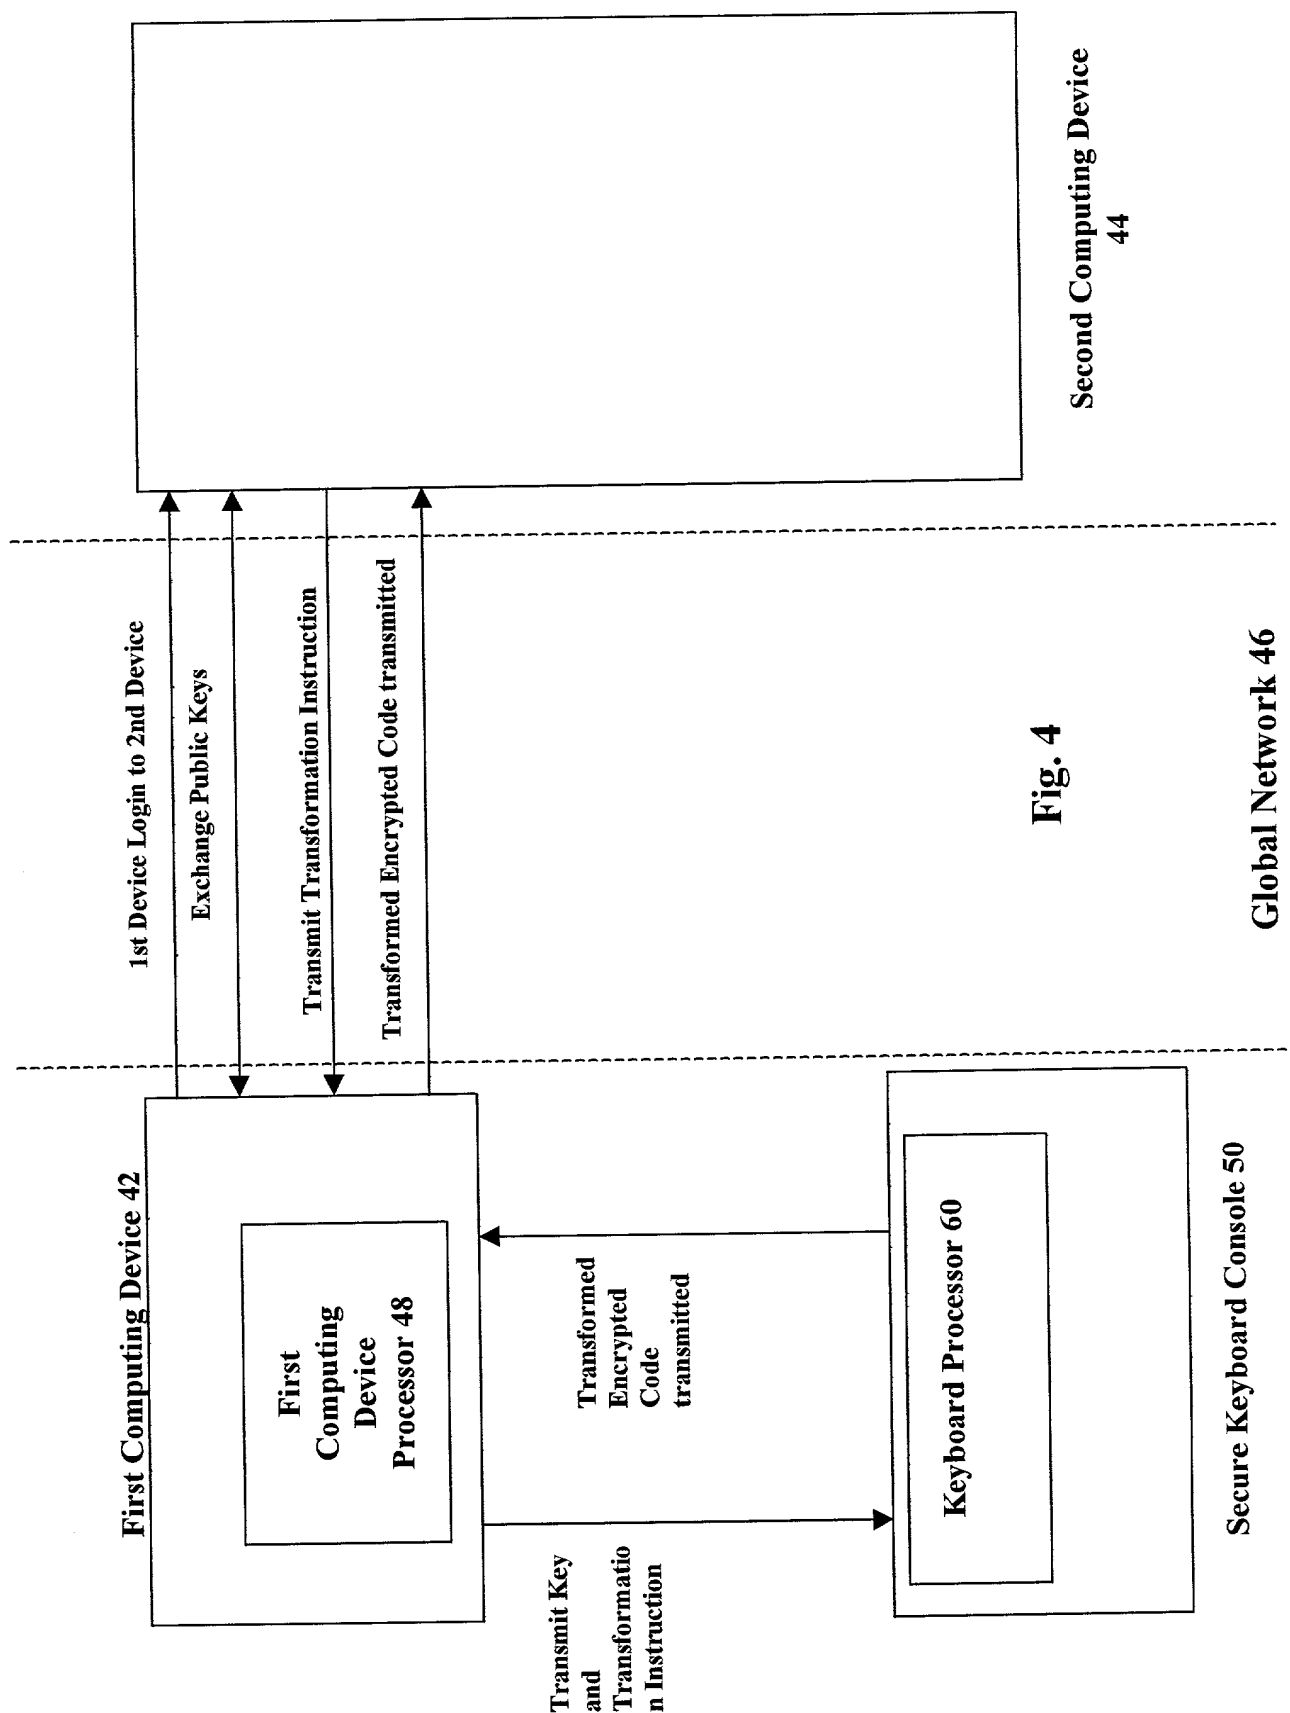 First Computing Device 42
First
Computing
Device
Processor 48
1st Device Login to 2nd Device
Exchange Public Keys
Transmit Transformation Instruction
Transformed Encrypted Code transmitted
Second Computing Device
44
Transmit Key
and
Transformatio
n Instruction
Transformed
Encrypted
Code
transmitted
Keyboard Processor 60
Secure Keyboard Console 50
Fig. 4
Global Network 46